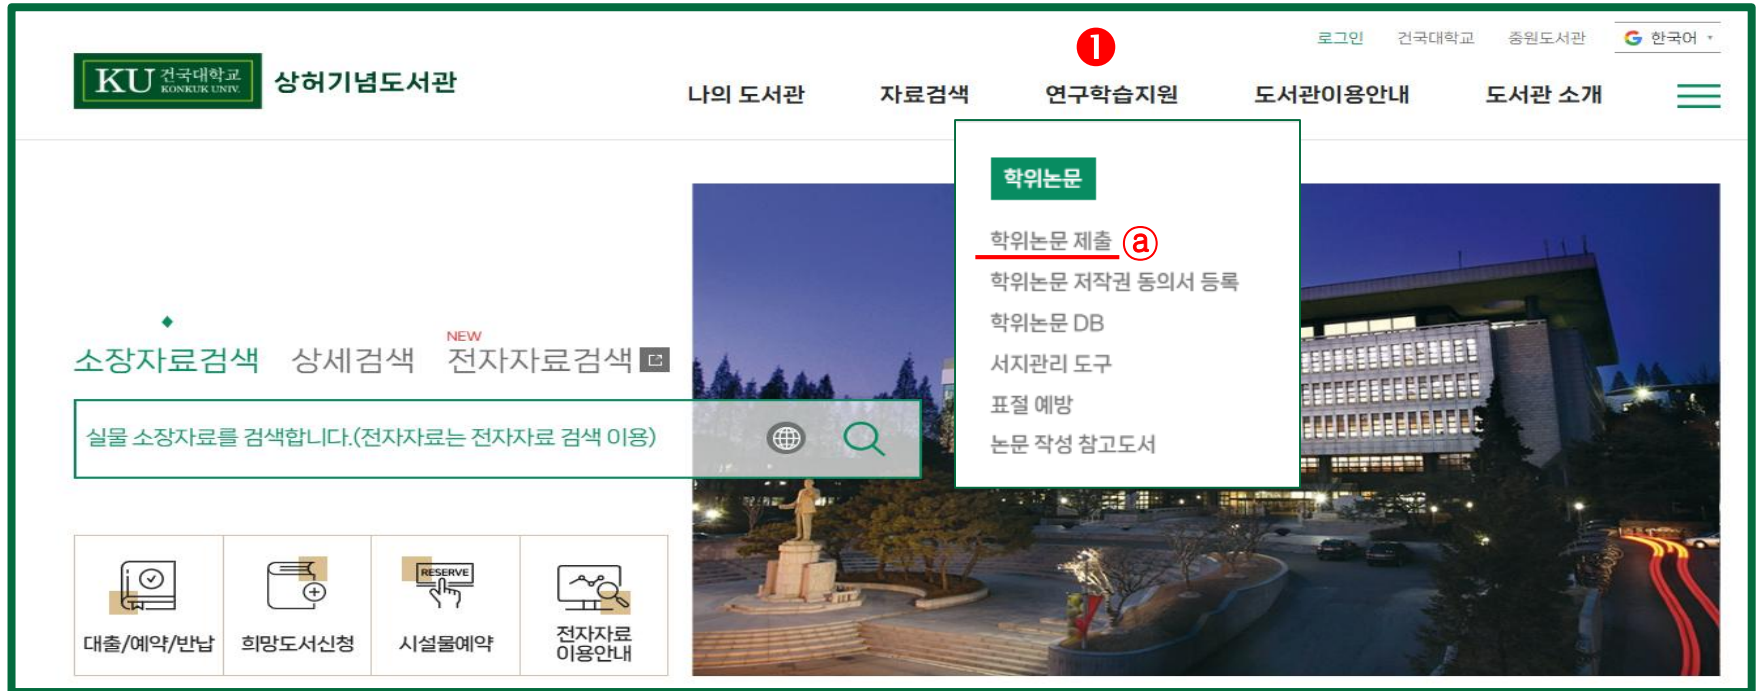 로그인 건국대학교 중원도서관 G 한국어
KU 건국대학교 KONKUK UNIV. 상허기념도서관
❶
나의 도서관 자료검색 연구학습지원 도서관이용안내 도서관 소개
학위논문
학위논문 제출 ⓐ
학위논문 저작권 동의서 등록
학위논문 DB
서지관리 도구
표절 예방
논문 작성 참고도서
NEW
소장자료검색 상세검색 전자자료검색
실물 소장자료를 검색합니다.(전자자료는 전자자료 검색 이용)
RESERVE
대출/예약/반납 희망도서신청 시설물예약 전자자료
이용안내